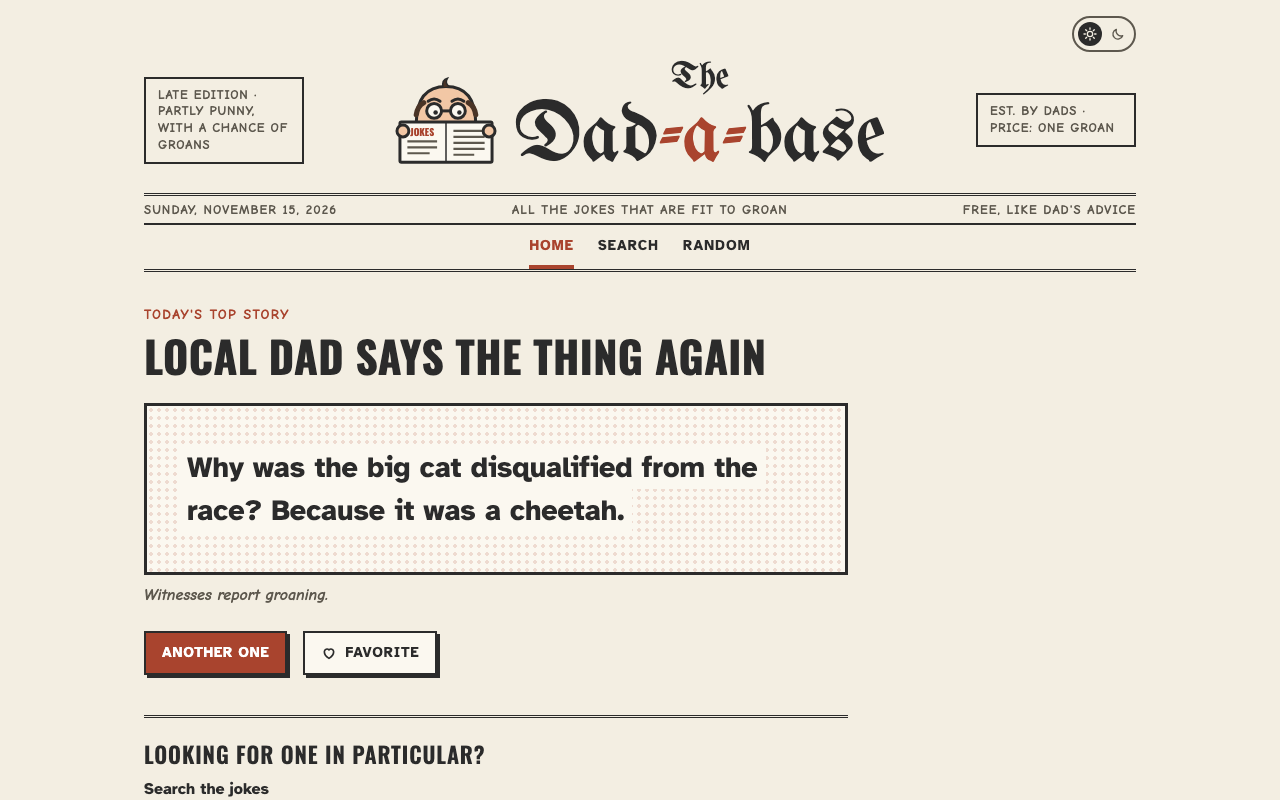 LATE EDITION ·
PARTLY PUNNY,
WITH A CHANCE OF
GROANS
JOKES
The
Dad-a-base
EST. BY DADS ·
PRICE: ONE GROAN
SUNDAY, NOVEMBER 15, 2026
ALL THE JOKES THAT ARE FIT TO GROAN
FREE, LIKE DAD'S ADVICE
HOME
SEARCH
RANDOM
TODAY'S TOP STORY
LOCAL DAD SAYS THE THING AGAIN
Why was the big cat disqualified from the
race? Because it was a cheetah.
Witnesses report groaning.
ANOTHER ONE
FAVORITE
LOOKING FOR ONE IN PARTICULAR?
Search the jokes